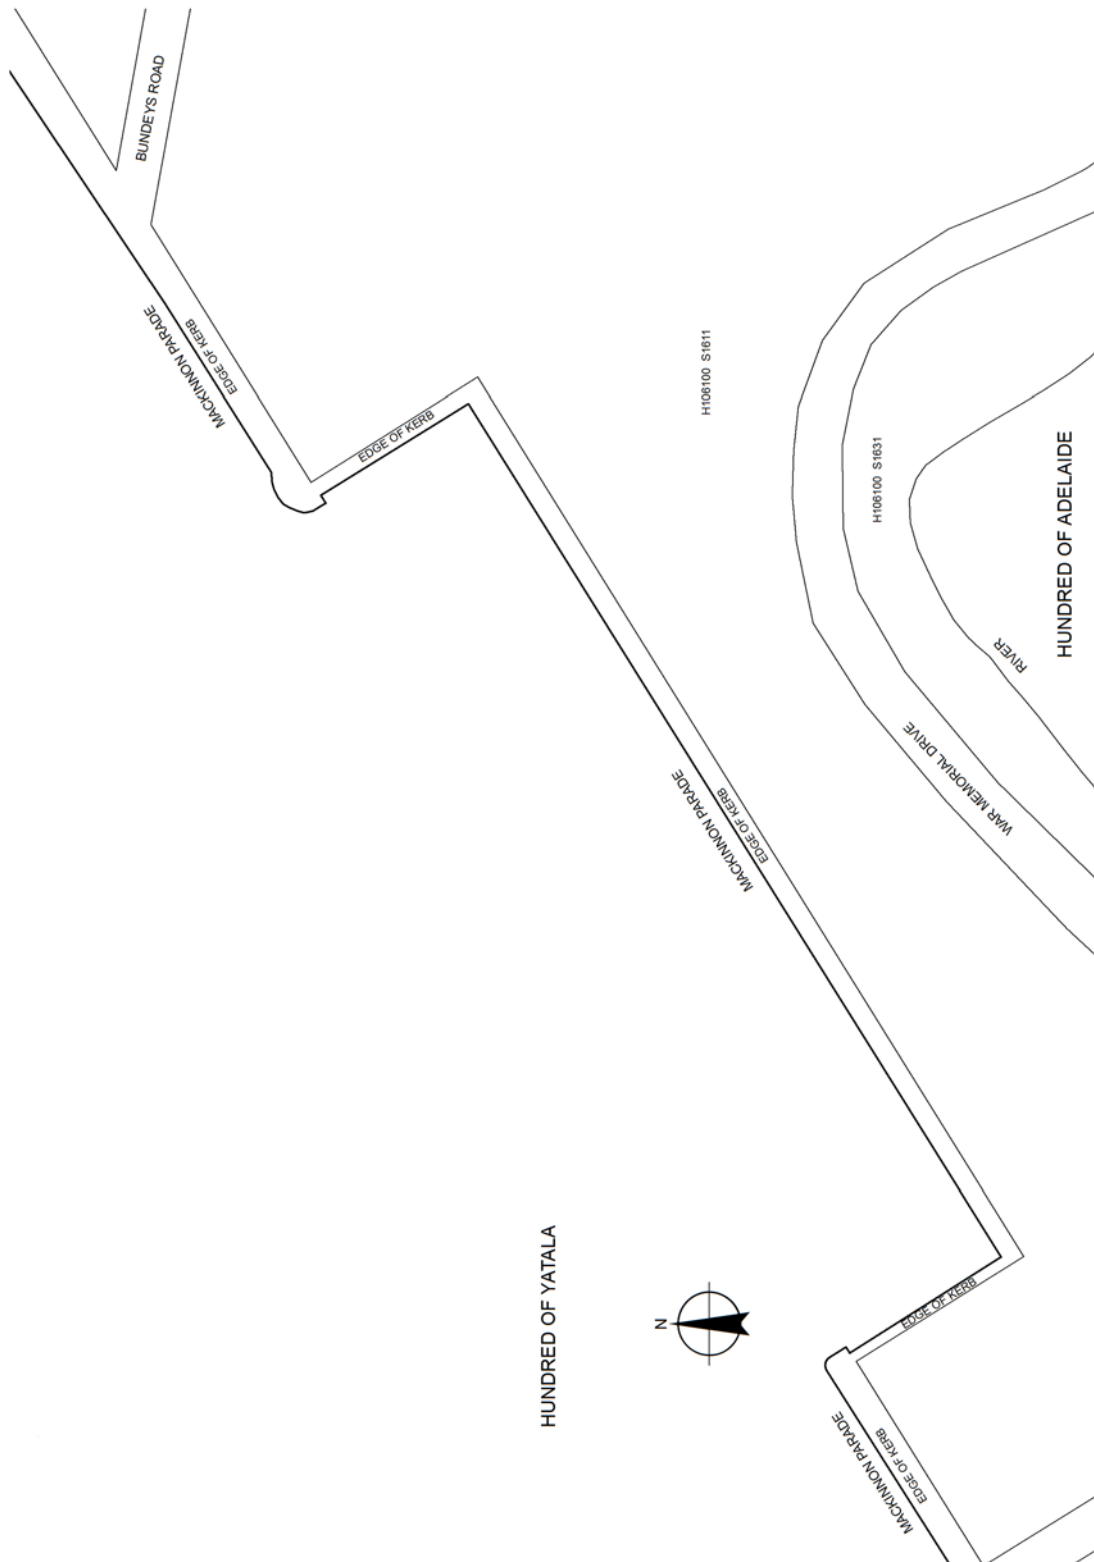 BUNDEYS ROAD
MACKINNON PARADE
EDGE OF KERB
EDGE OF KERB
H106100 S1611
H106100 S1631
HUNDRED OF ADELAIDE
RIVER
WAR MEMORIAL DRIVE
MACKINNON PARADE
EDGE OF KERB
HUNDRED OF YATALA
N
EDGE OF KERB
MACKINNON PARADE
EDGE OF KERB